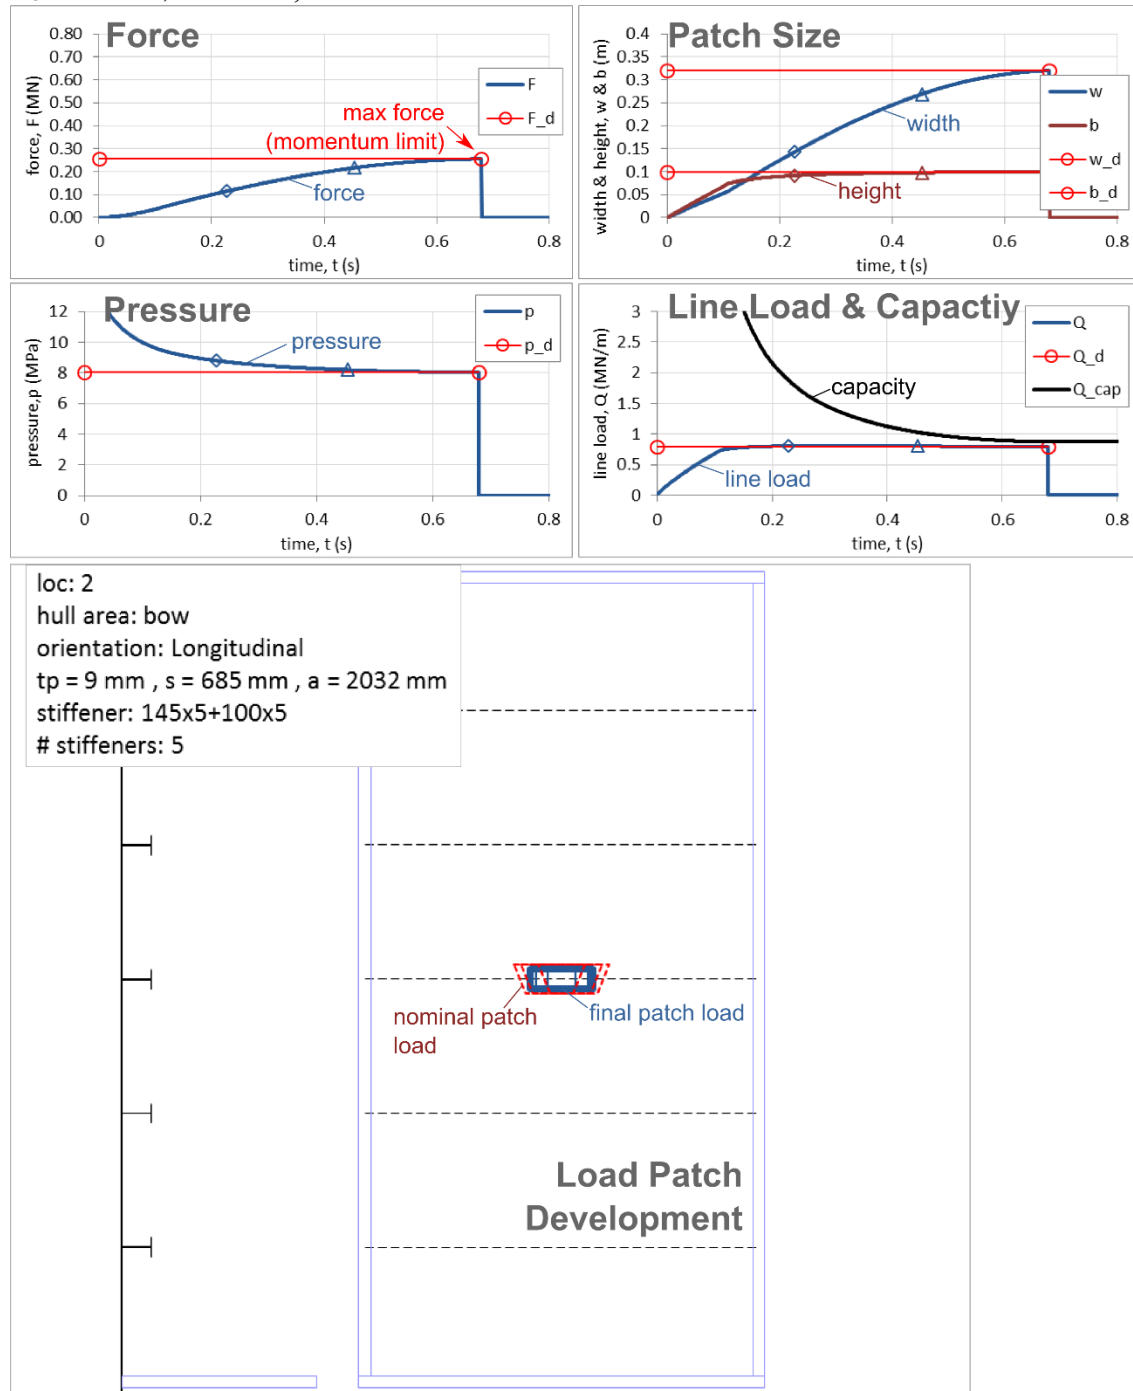 Force
force, F (MN)
0.80
0.70
0.60
0.50
0.40
0.30
0.20
0.10
0.00
0
0.2
0.4
0.6
0.8
time, t (s)
F
F_d
max force
(momentum limit)
force
Patch Size
width & height, w & b (m)
0.4
0.35
0.3
0.25
0.2
0.15
0.1
0.05
0
0
0.2
0.4
0.6
0.8
time, t (s)
w
b
w_d
b_d
width
height
Pressure
pressure,p (MPa)
12
10
8
6
4
2
0
0
0.2
0.4
0.6
0.8
time, t (s)
p
p_d
pressure
Line Load & Capactiy
line load, Q (MN/m)
3
2.5
2
1.5
1
0.5
0
0
0.2
0.4
0.6
0.8
time, t (s)
Q
Q_d
Q_cap
capacity
line load
loc: 2
hull area: bow
orientation: Longitudinal
tp = 9 mm , s = 685 mm , a = 2032 mm
stiffener: 145x5+100x5
# stiffeners: 5
nominal patch
load
final patch load
Load Patch
Development